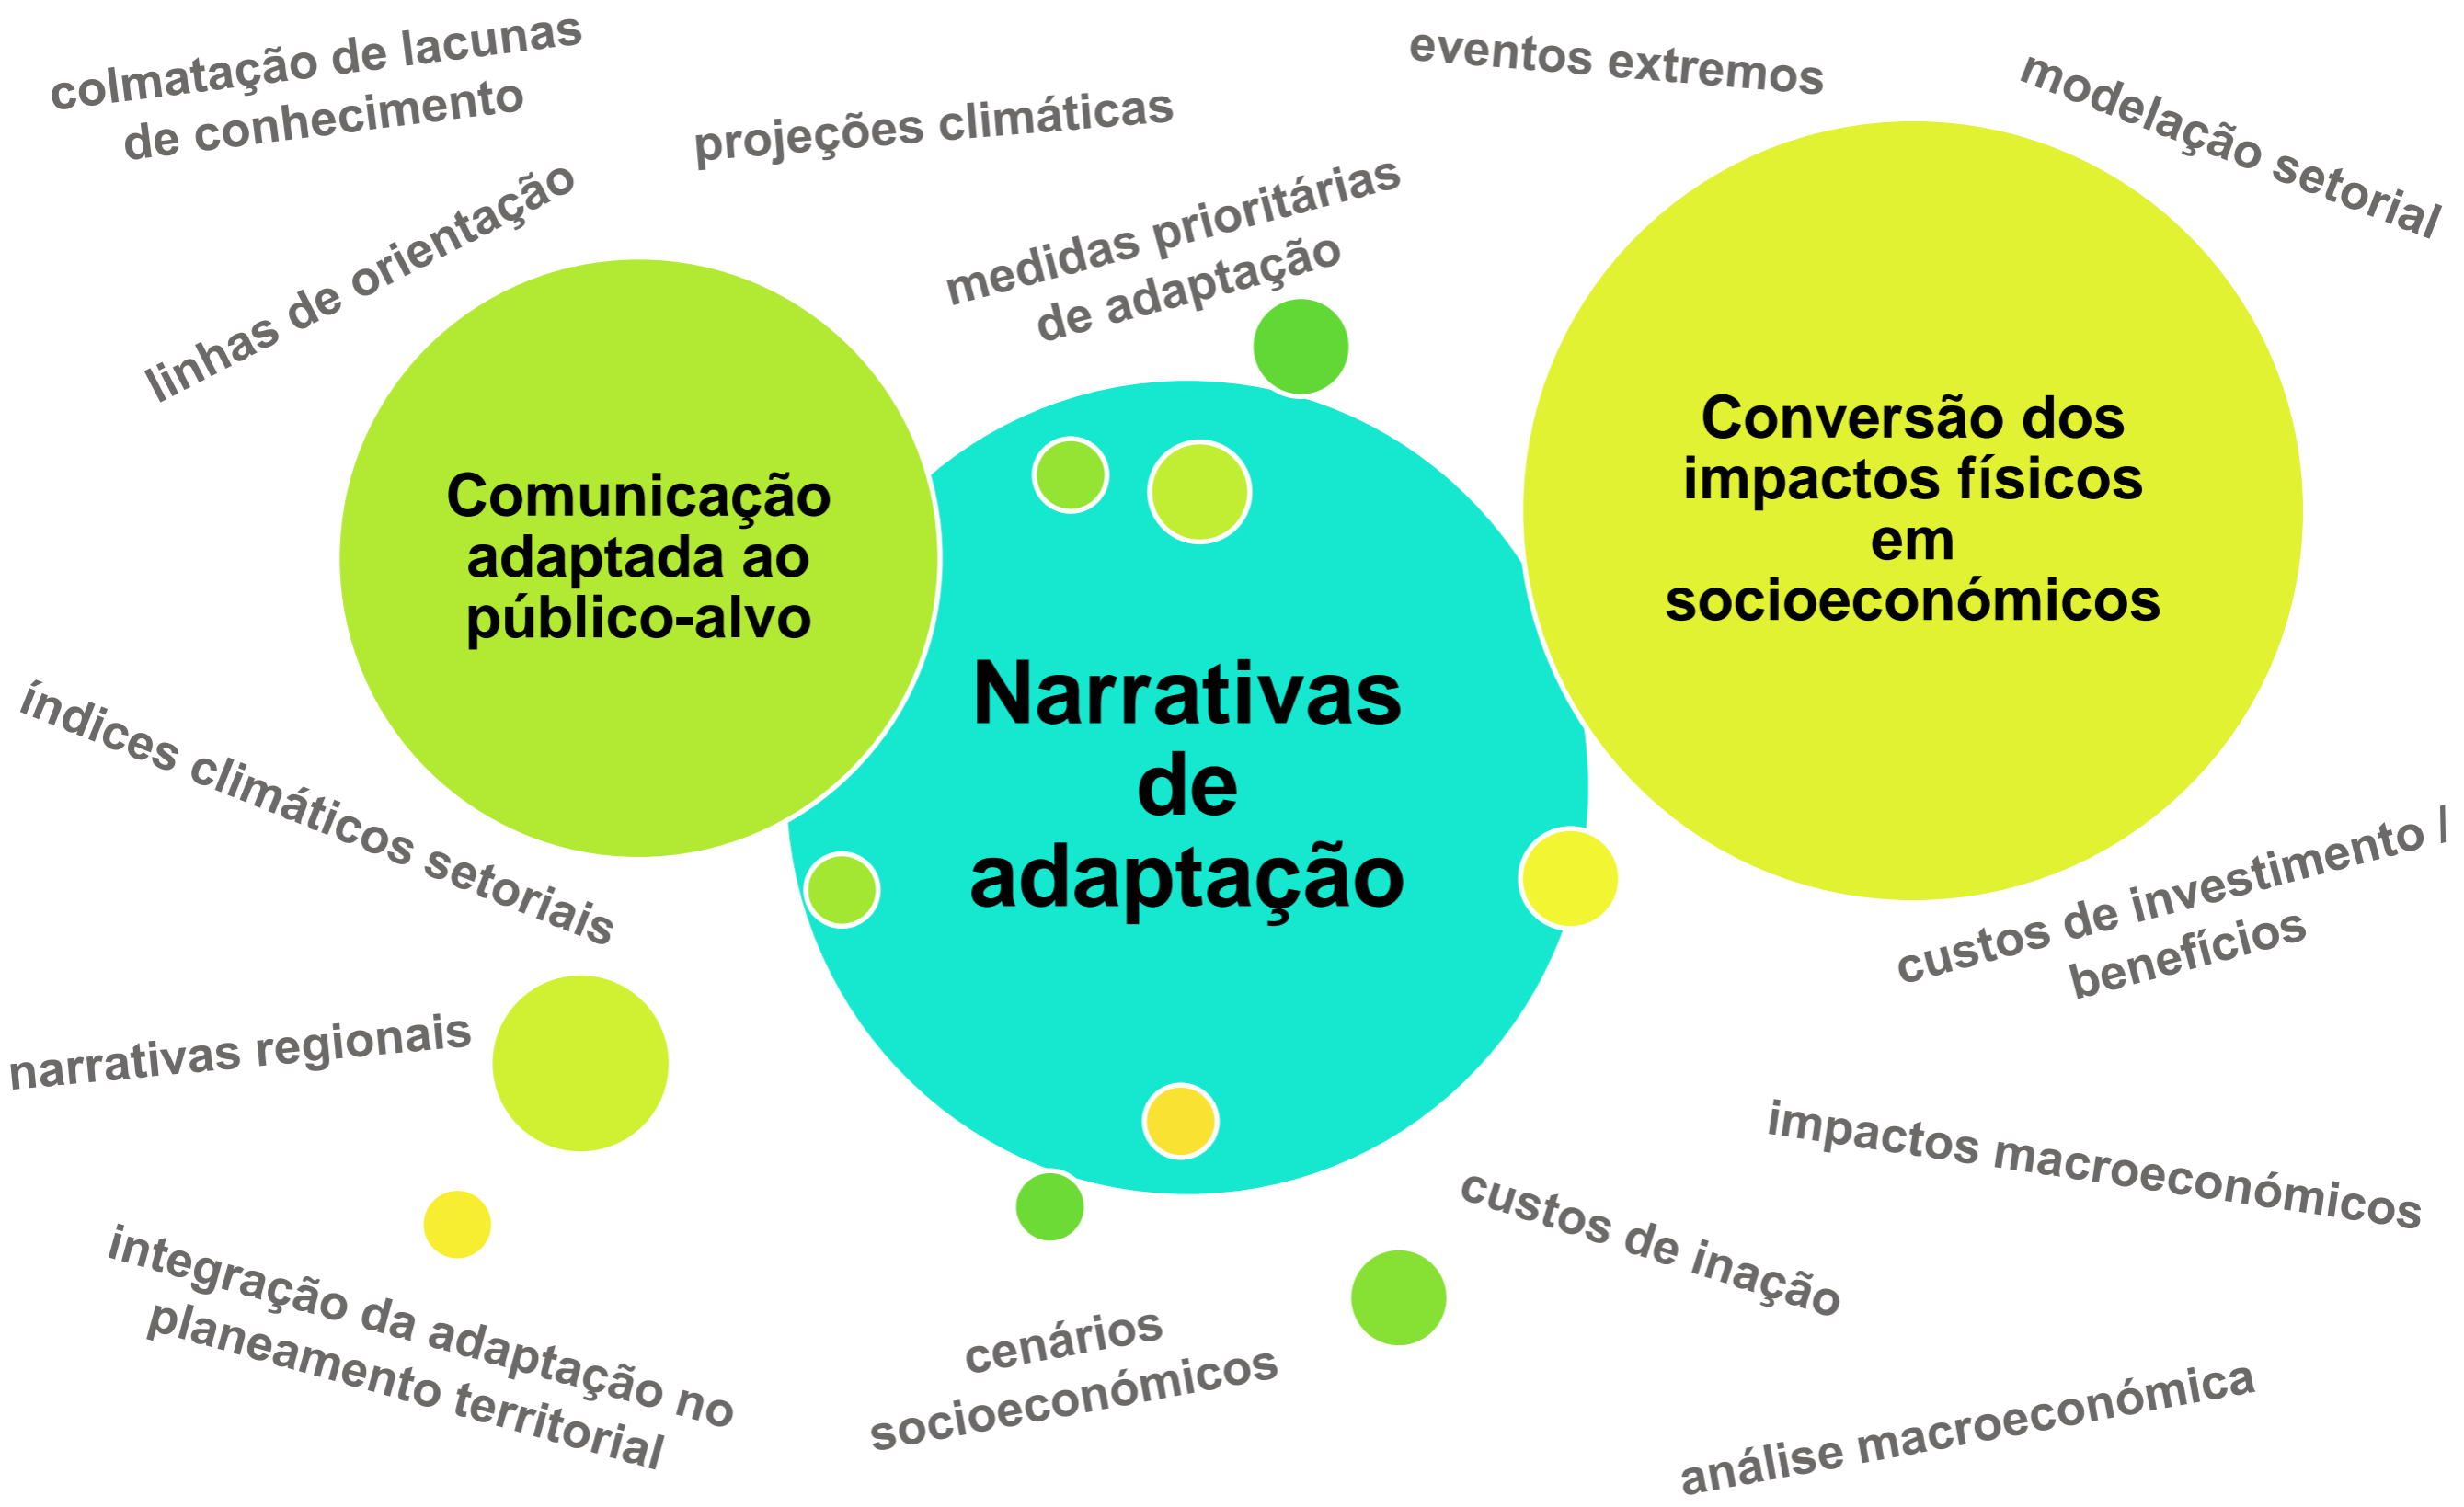 colmatação de lacunas
de conhecimento
projeções climáticas
eventos extremos
modelação setorial
linhas de orientação
medidas prioritárias
de adaptação
Comunicação
adaptada ao
público-alvo
Conversão dos
impactos físicos
em
socioeconómicos
Narrativas
de
adaptação
índices climáticos setoriais
custos de investimento /
benefícios
narrativas regionais
impactos macroeconómicos
custos de inação
integração da adaptação no
planeamento territorial
cenários
socioeconómicos
análise macroeconómica